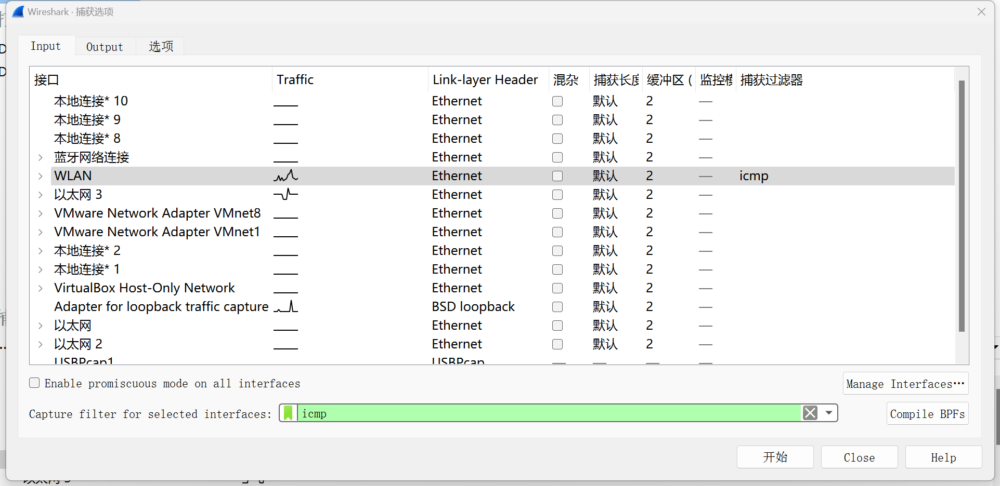 Wireshark · 捕获选项
Input Output 选项
接口 Traffic Link-layer Header 混杂 捕获长度 缓冲区 ( 监控模 捕获过滤器
本地连接* 10 Ethernet 默认 2 —
本地连接* 9 Ethernet 默认 2 —
本地连接* 8 Ethernet 默认 2 —
蓝牙网络连接 Ethernet 默认 2 —
WLAN Ethernet 默认 2 — icmp
以太网 3 Ethernet 默认 2 —
VMware Network Adapter VMnet8 Ethernet 默认 2 —
VMware Network Adapter VMnet1 Ethernet 默认 2 —
本地连接* 2 Ethernet 默认 2 —
本地连接* 1 Ethernet 默认 2 —
VirtualBox Host-Only Network Ethernet 默认 2 —
Adapter for loopback traffic capture BSD loopback 默认 2 —
以太网 Ethernet 默认 2 —
以太网 2 Ethernet 默认 2 —
USBPcap1 USBPcap — — — —
Enable promiscuous mode on all interfaces Manage Interfaces…
Capture filter for selected interfaces: icmp Compile BPFs
开始 Close Help
以太网 3